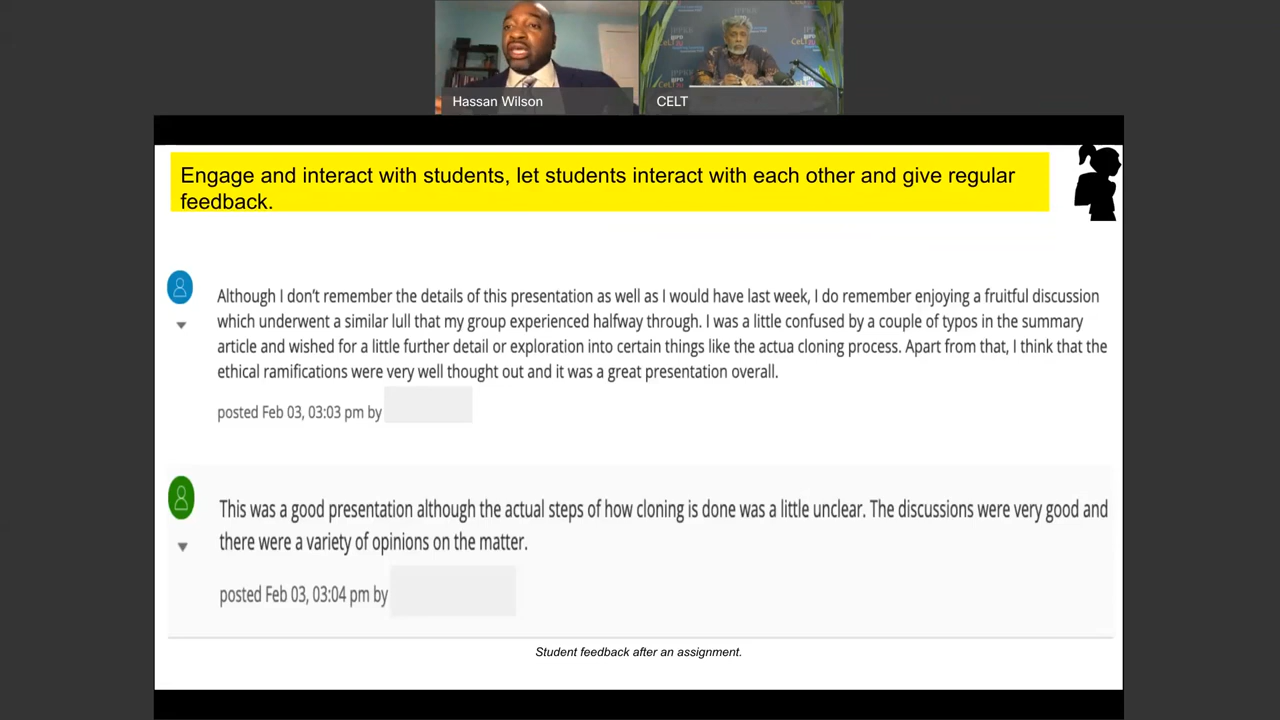 Hassan Wilson
CELT
Engage and interact with students, let students interact with each other and give regular
feedback.
Although I don't remember the details of this presentation as well as I would have last week, I do remember enjoying a fruitful discussion
which underwent a similar lull that my group experienced halfway through. I was a little confused by a couple of typos in the summary
article and wished for a little further detail or exploration into certain things like the actua cloning process. Apart from that, I think that the
ethical ramifications were very well thought out and it was a great presentation overall.
posted Feb 03, 03:03 pm by
This was a good presentation although the actual steps of how cloning is done was a little unclear. The discussions were very good and
there were a variety of opinions on the matter.
posted Feb 03, 03:04 pm by
Student feedback after an assignment.